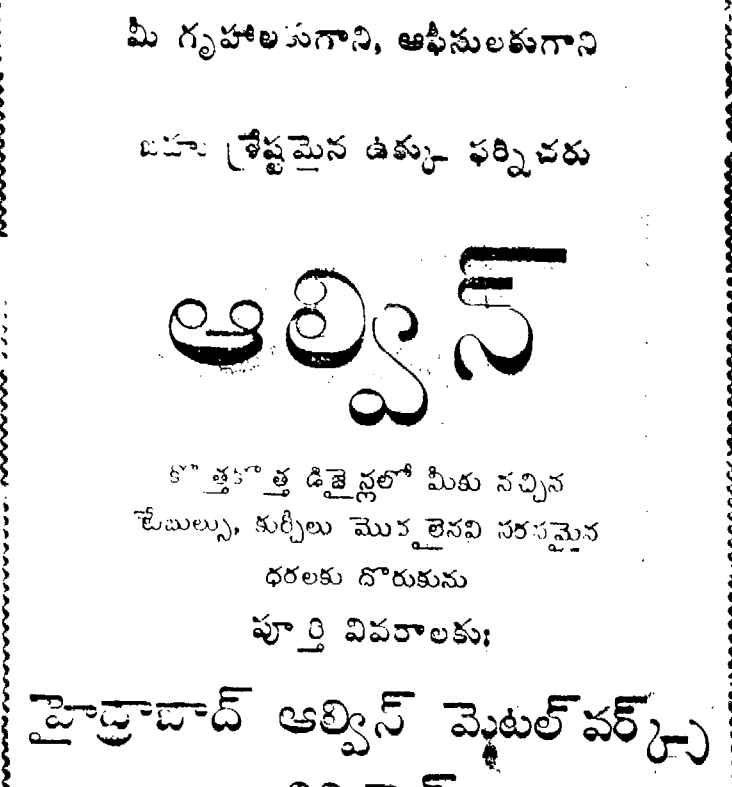 మీ గృహాలకుగాని, ఆఫీసులకుగాని
బహు శ్రేష్టమైన ఉక్కు ఫర్నిచరు
ఆల్విన్
కొత్తకొత్త డిజైన్లలో మీకు నచ్చిన
టేబుల్సు, కుర్చీలు మొదలైనవి సరసమైన
ధరలకు దొరుకును
పూర్తి వివరాలకు:
హైద్రాబాద్ ఆల్విన్ మెటల్ వర్క్స్